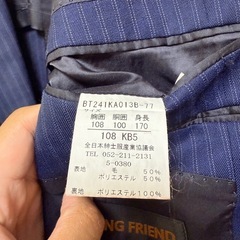 BT241KA013B-77
サイズ
胸囲 胴囲 身長
108 100 170
108 KB5
全日本紳士服産業協議会
TEL 052-211-2131
S-0380
表地 毛 50%
ポリエステル 50%
裏地 ポリエステル100%
NG FRIEND